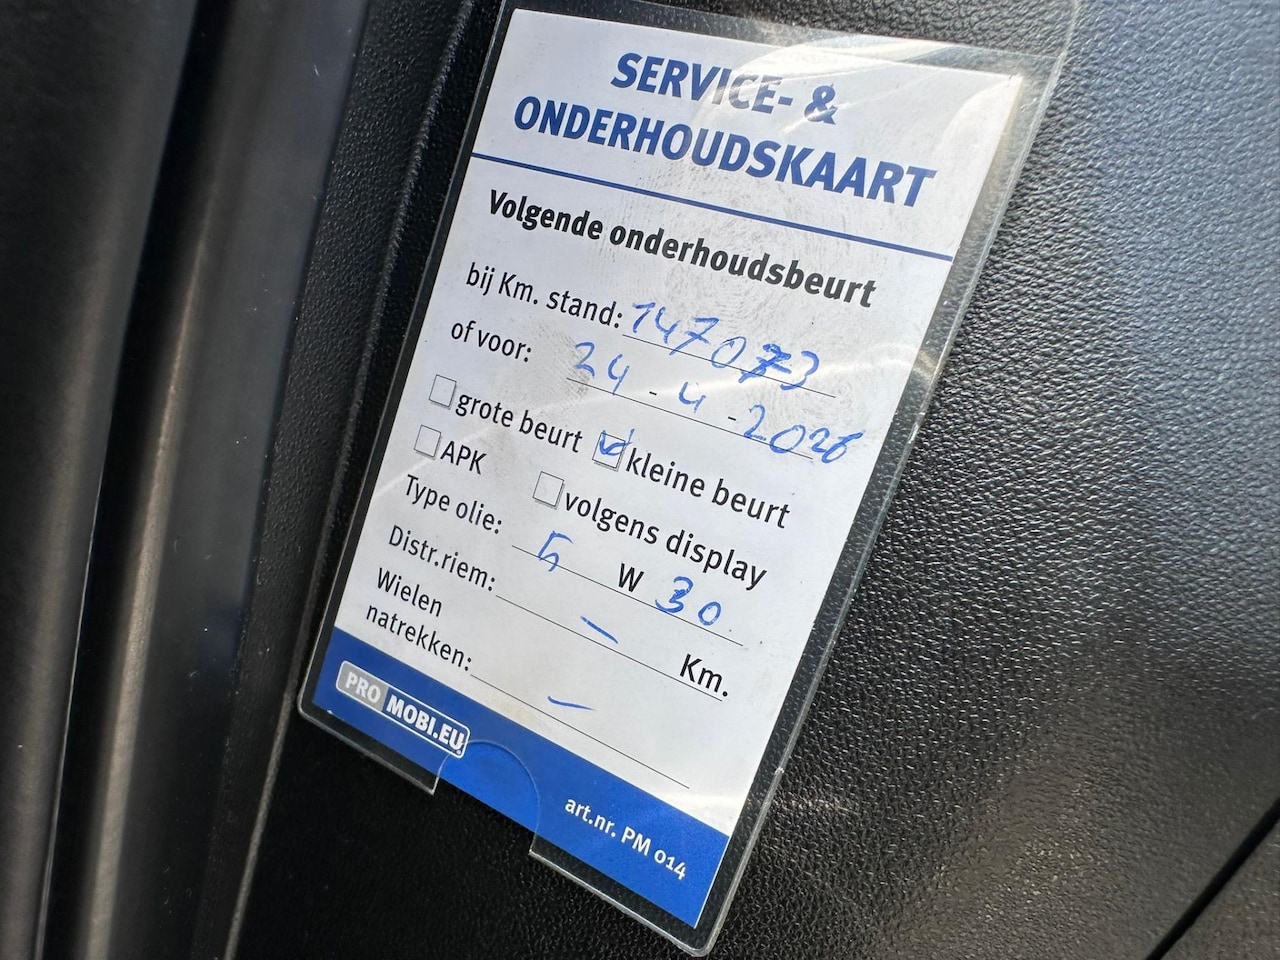 SERVICE- &
ONDERHOUDSKAART
Volgende onderhoudsbeurt
bij Km. stand: 147073
of voor: 24 - 4 - 2026
grote beurt kleine beurt
APK volgens display
Type olie: 5 W 30
Distr.riem: - Km.
Wielen
natrekken: -
PRO MOBI.EU
art.nr. PM 014